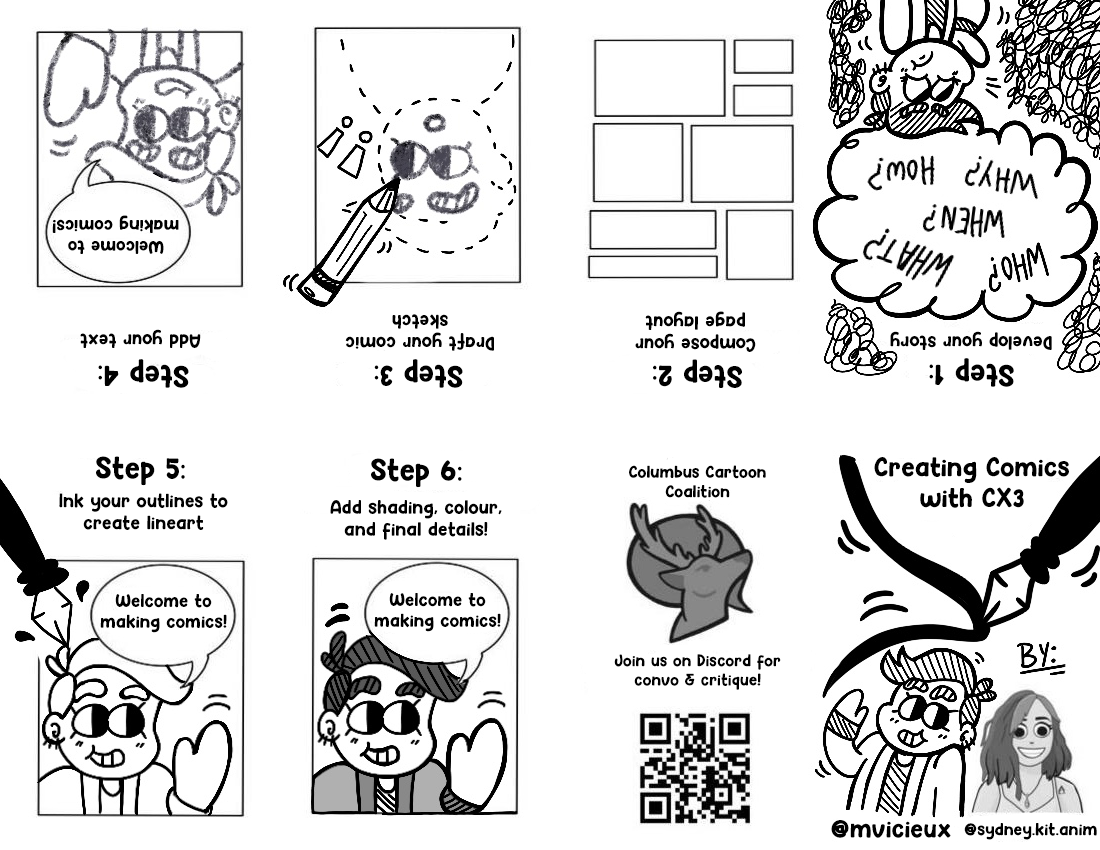 Creating Comics
with CX3
BY:
@mvicieux @sydney.kit.anim
Step 1:
Develop your story
WHO? WHAT?
WHEN?
WHY? HOW?
Step 2:
Compose your
page layout
Step 3:
Draft your comic
sketch
Step 4:
Add your text
Welcome to
making comics!
Step 5:
Ink your outlines to
create lineart
Welcome to
making comics!
Step 6:
Add shading, colour,
and final details!
Welcome to
making comics!
Columbus Cartoon
Coalition
Join us on Discord for
convo & critique!